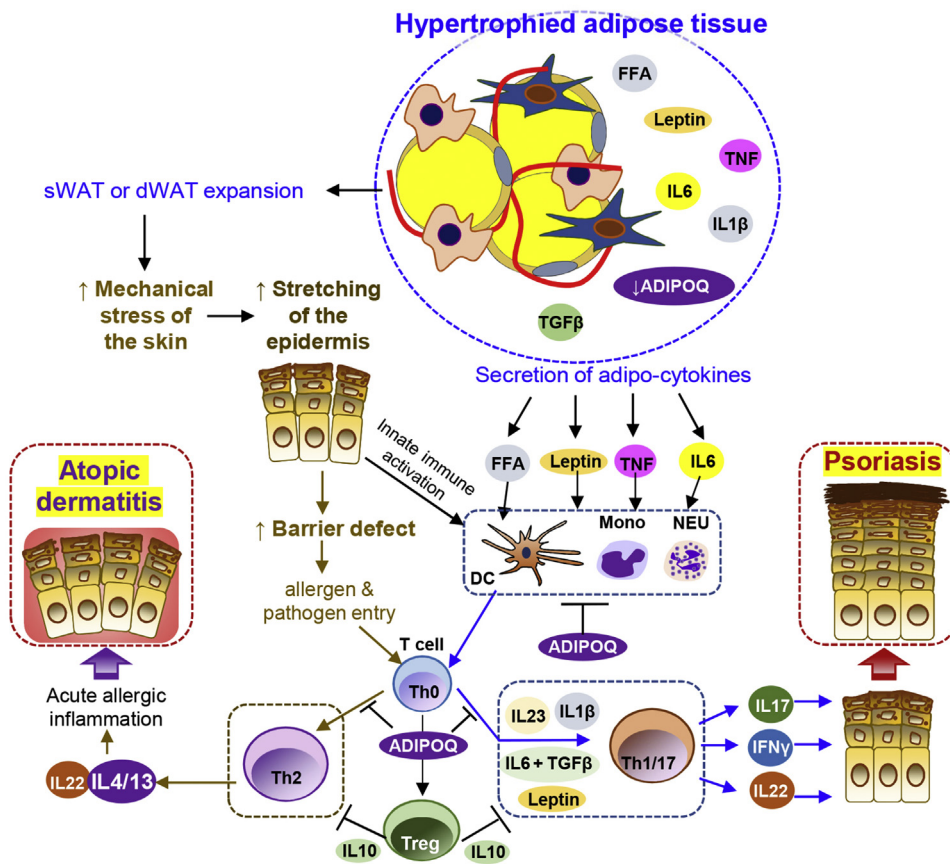 Hypertrophied adipose tissue
FFA
Leptin
TNF
IL6
IL1β
↓ADIPOQ
TGFβ
sWAT or dWAT expansion
↑ Mechanical
stress of
the skin
↑ Stretching
of the
epidermis
Secretion of adipo-cytokines
Innate immune
activation
FFA
Leptin
TNF
IL6
Mono
NEU
DC
ADIPOQ
Atopic
dermatitis
Psoriasis
↑ Barrier defect
allergen &
pathogen entry
T cell
Th0
ADIPOQ
Treg
IL10
IL10
Th2
IL22
IL4/13
Acute allergic
inflammation
IL23
IL1β
IL6 + TGFβ
Leptin
Th1/17
IL17
IFNγ
IL22